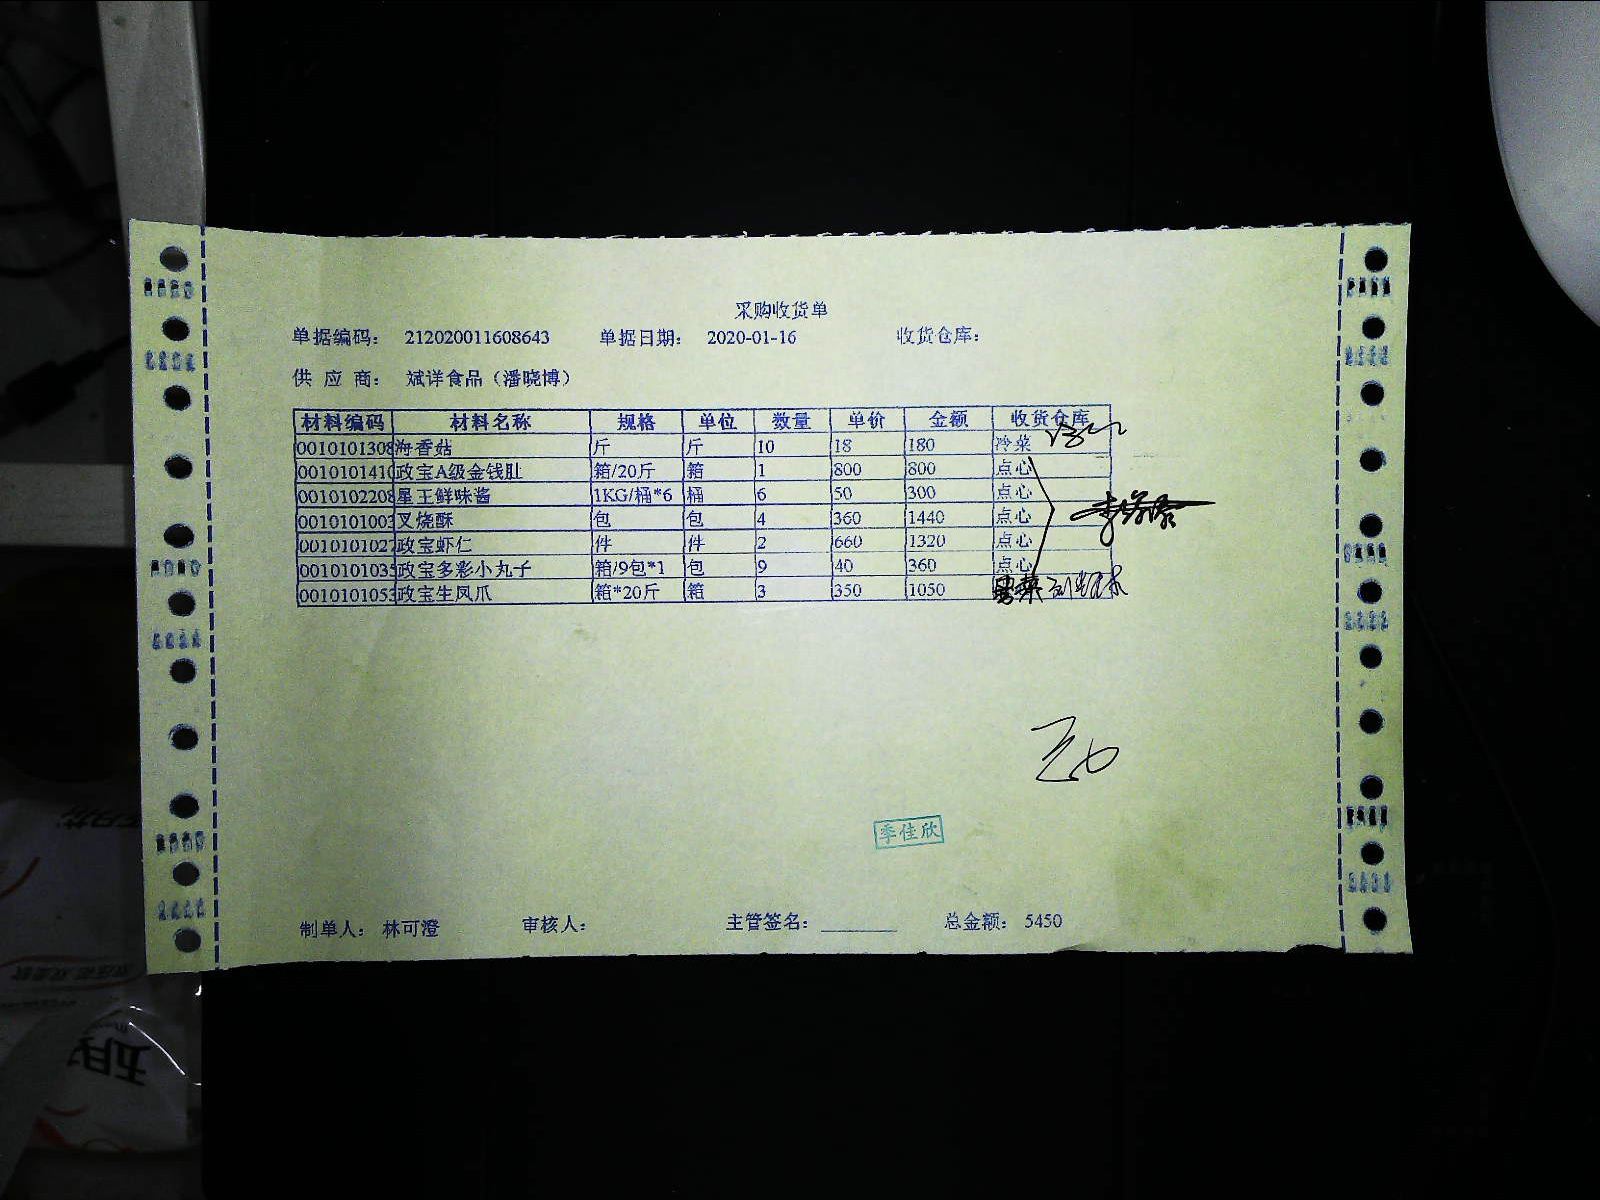 采购收货单
单据编码： 212020011608643 单据日期： 2020-01-16 收货仓库：
供 应 商： 斌详食品（潘晓博）
材料编码 材料名称 规格 单位 数量 单价 金额 收货仓库
0010101308 海香菇 斤 斤 10 18 180 冷菜
0010101410 政宝A级金钱肚 箱/20斤 箱 1 800 800 点心
0010102208 星王鲜味酱 1KG/桶*6 桶 6 50 300 点心
0010101003 叉烧酥 包 包 4 360 1440 点心
0010101027 政宝虾仁 件 件 2 660 1320 点心
0010101035 政宝多彩小丸子 箱/9包*1 包 9 40 360 点心
0010101053 政宝生凤爪 箱*20斤 箱 3 350 1050
季佳欣
制单人： 林可澄 审核人： 主管签名：________ 总金额： 5450